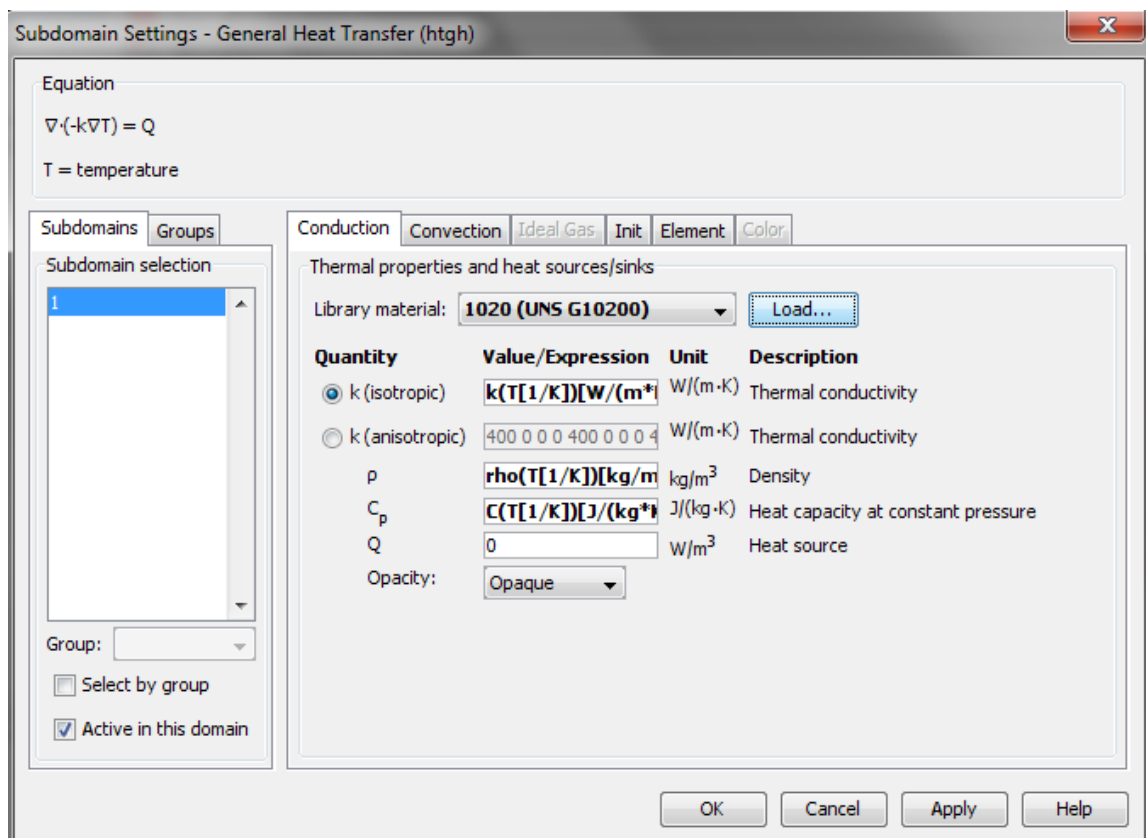 Subdomain Settings - General Heat Transfer (htgh)
Equation
∇·(-k∇T) = Q
T = temperature
Subdomains Groups
Subdomain selection
1
Group:
Select by group
Active in this domain
Conduction Convection Ideal Gas Init Element Color
Thermal properties and heat sources/sinks
Library material: 1020 (UNS G10200) Load...
Quantity Value/Expression Unit Description
k (isotropic) k(T[1/K])[W/(m* W/(m·K) Thermal conductivity
k (anisotropic) 400 0 0 0 400 0 0 0 4 W/(m·K) Thermal conductivity
ρ rho(T[1/K])[kg/m kg/m³ Density
Cp C(T[1/K])[J/(kg* J/(kg·K) Heat capacity at constant pressure
Q 0 W/m³ Heat source
Opacity: Opaque
OK Cancel Apply Help